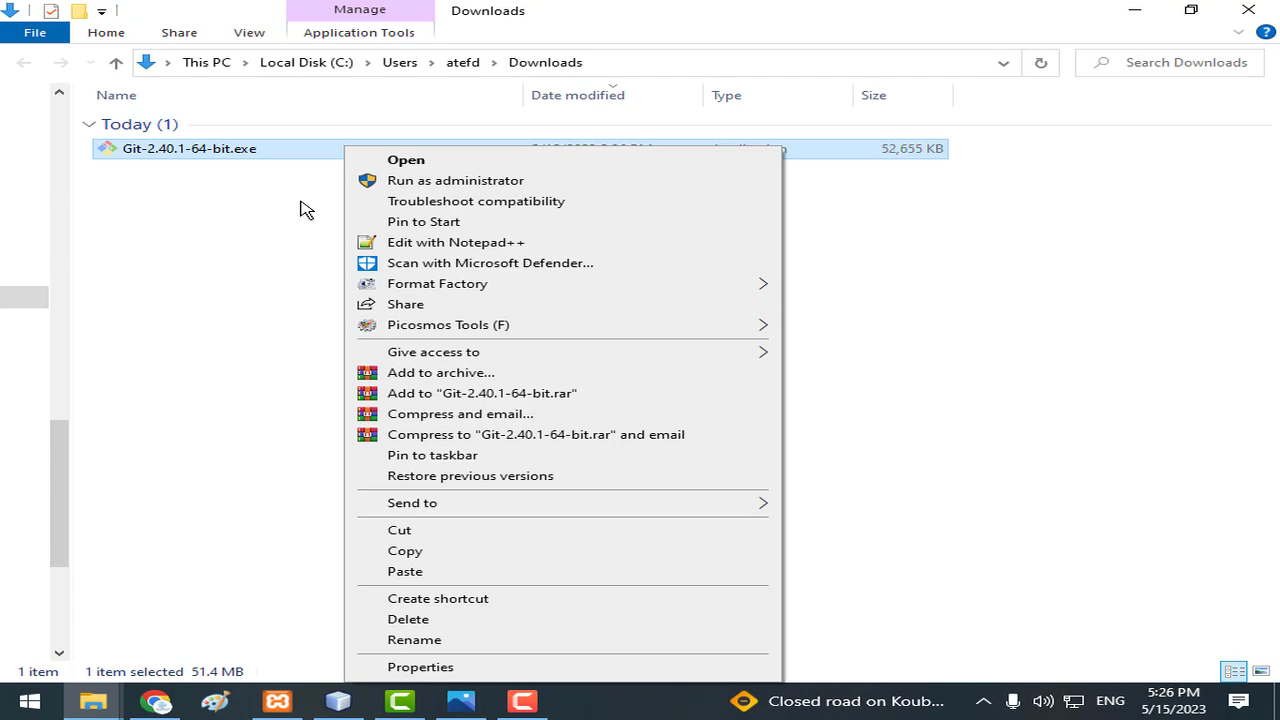 Manage
Downloads
File
Home
Share
View
Application Tools
This PC
Local Disk (C:)
Users
atefd
Downloads
Search Downloads
Name
Date modified
Type
Size
Today (1)
Git-2.40.1-64-bit.exe
52,655 KB
Open
Run as administrator
Troubleshoot compatibility
Pin to Start
Edit with Notepad++
Scan with Microsoft Defender...
Format Factory
Share
Picosmos Tools (F)
Give access to
Add to archive...
Add to "Git-2.40.1-64-bit.rar"
Compress and email...
Compress to "Git-2.40.1-64-bit.rar" and email
Pin to taskbar
Restore previous versions
Send to
Cut
Copy
Paste
Create shortcut
Delete
Rename
Properties
1 item
1 item selected 51.4 MB
Closed road on Koub...
ENG
5:26 PM
5/15/2023